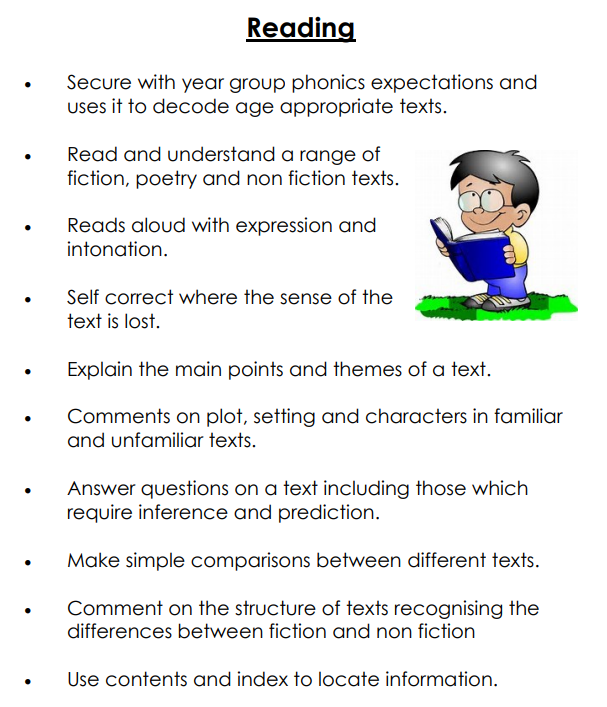 Reading
• Secure with year group phonics expectations and
uses it to decode age appropriate texts.
• Read and understand a range of
fiction, poetry and non fiction texts.
• Reads aloud with expression and
intonation.
• Self correct where the sense of the
text is lost.
• Explain the main points and themes of a text.
• Comments on plot, setting and characters in familiar
and unfamiliar texts.
• Answer questions on a text including those which
require inference and prediction.
• Make simple comparisons between different texts.
• Comment on the structure of texts recognising the
differences between fiction and non fiction
• Use contents and index to locate information.